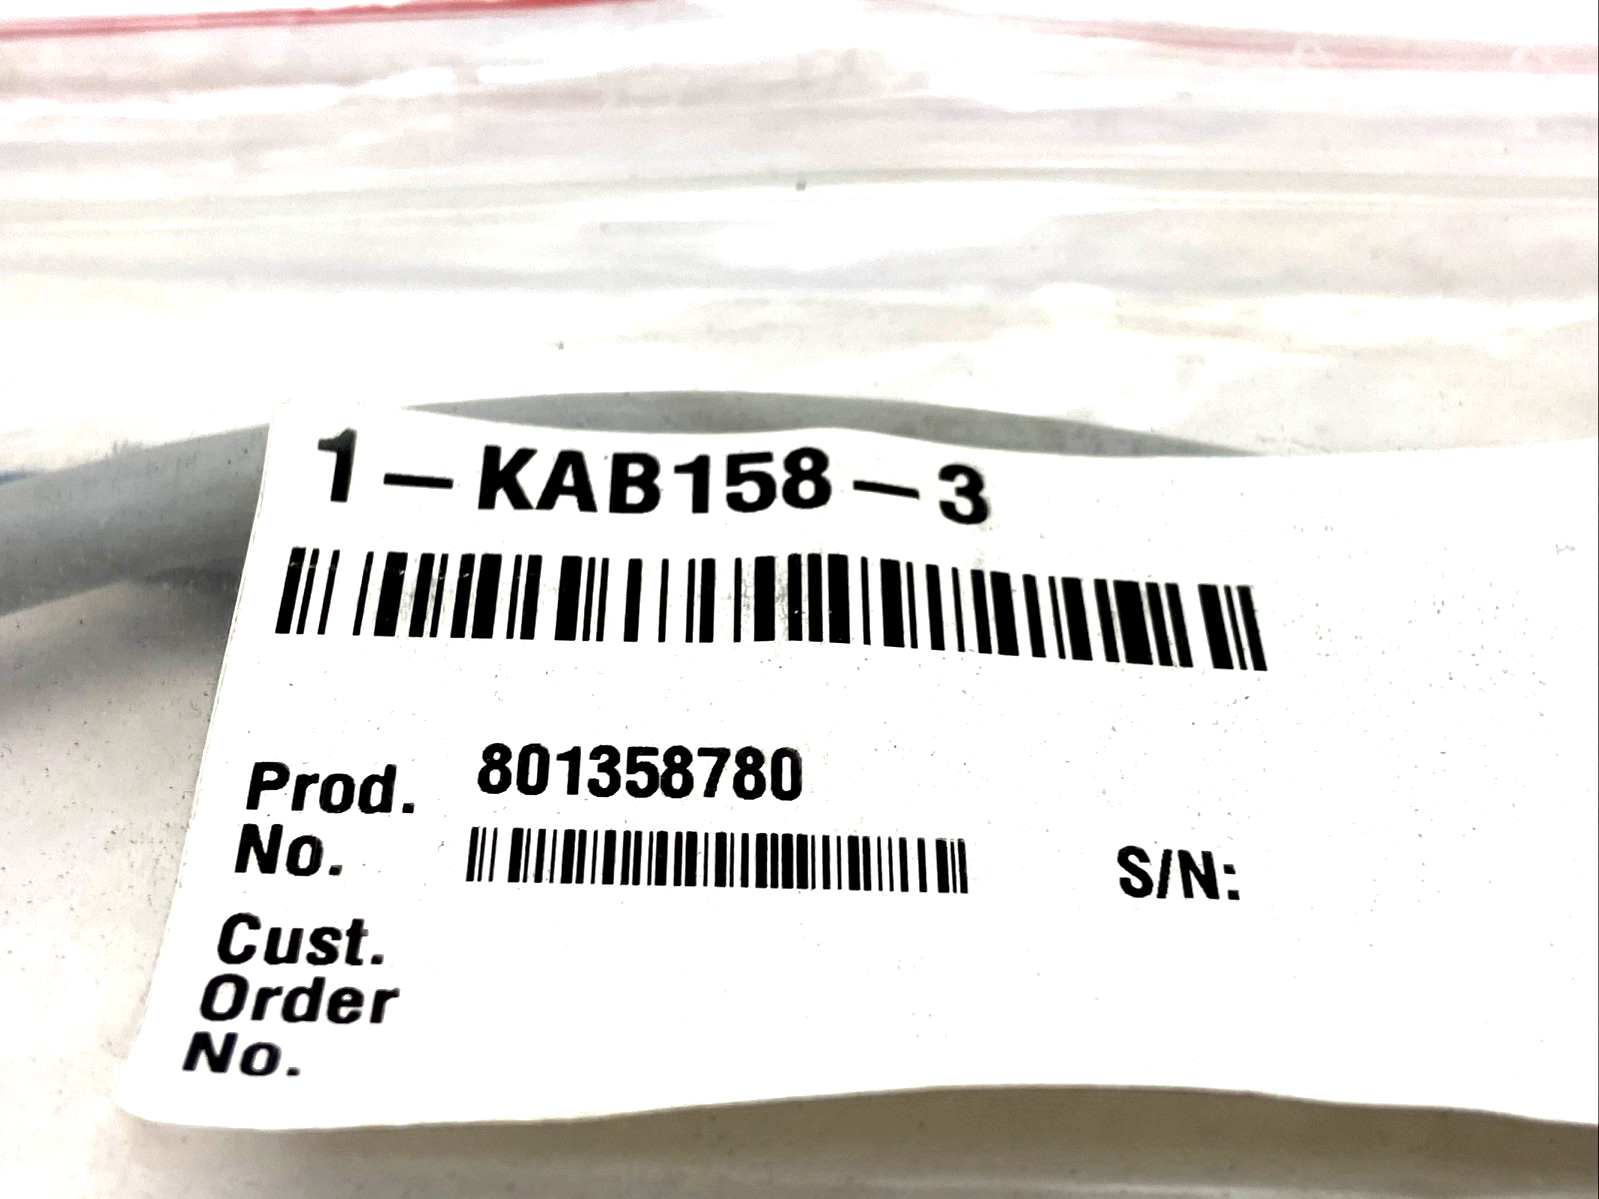 1-KAB158-3
Prod. 801358780
No.
S/N:
Cust.
Order
No.